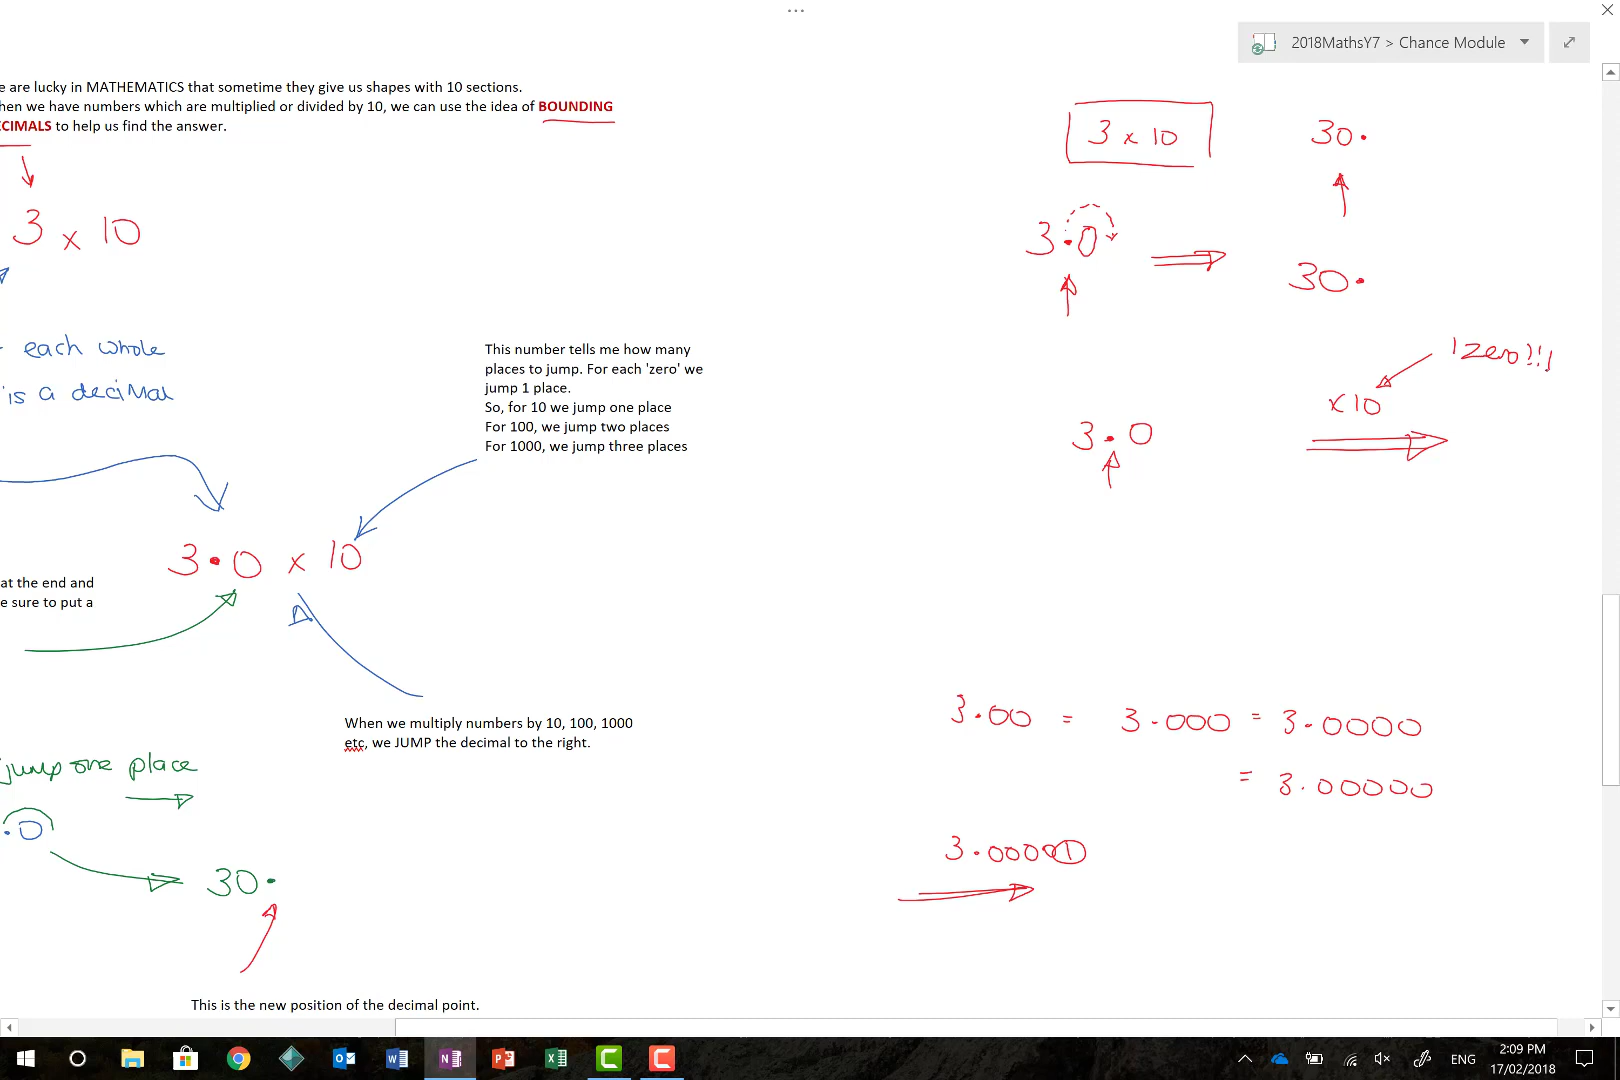 ...
2018MathsY7 > Chance Module
e are lucky in MATHEMATICS that sometime they give us shapes with 10 sections.
hen we have numbers which are multiplied or divided by 10, we can use the idea of BOUNDING
ECIMALS to help us find the answer.
3 x 10
each whole
is a decimal
This number tells me how many
places to jump. For each 'zero' we
jump 1 place.
So, for 10 we jump one place
For 100, we jump two places
For 1000, we jump three places
3.0 x 10
at the end and
e sure to put a
When we multiply numbers by 10, 100, 1000
etc, we JUMP the decimal to the right.
jump one place
.0
30.
This is the new position of the decimal point.
3 x 10
30.
3.0
30.
1 zero!!!
x10
3.0
3.00 = 3.000 = 3.0000
= 3.00000
3.00001
ENG
2:09 PM
17/02/2018